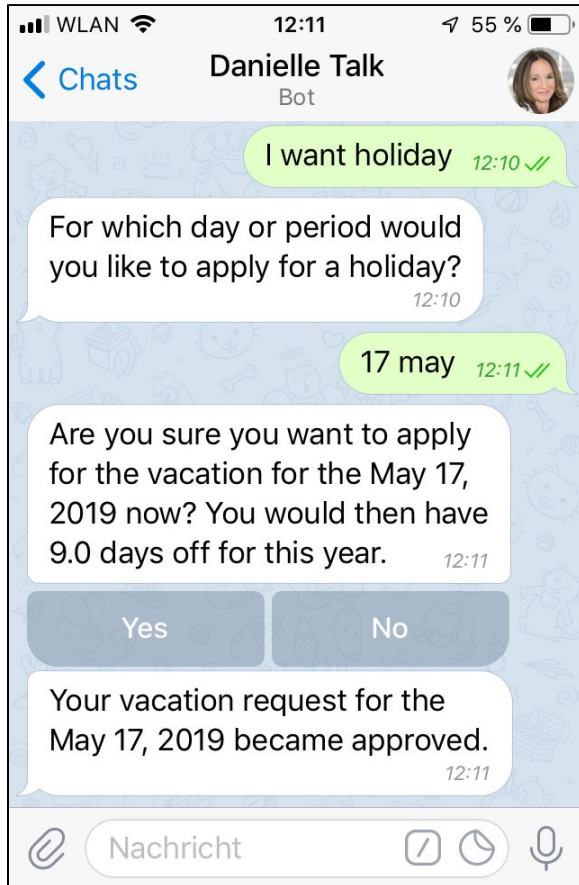 WLAN 12:11 55 %
Chats Danielle Talk
Bot
I want holiday 12:10
For which day or period would
you like to apply for a holiday?
12:10
17 may 12:11
Are you sure you want to apply
for the vacation for the May 17,
2019 now? You would then have
9.0 days off for this year. 12:11
Yes No
Your vacation request for the
May 17, 2019 became approved.
12:11
Nachricht